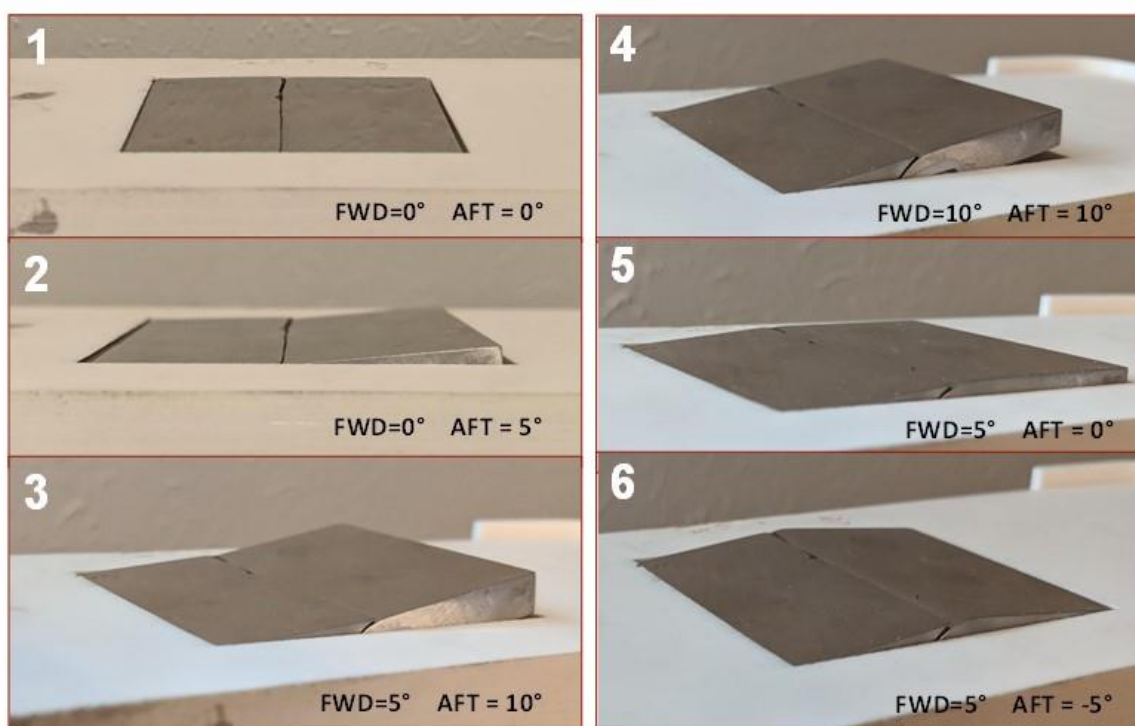 1
FWD=0° AFT = 0°
2
FWD=0° AFT = 5°
3
FWD=5° AFT = 10°
4
FWD=10° AFT = 10°
5
FWD=5° AFT = 0°
6
FWD=5° AFT = -5°